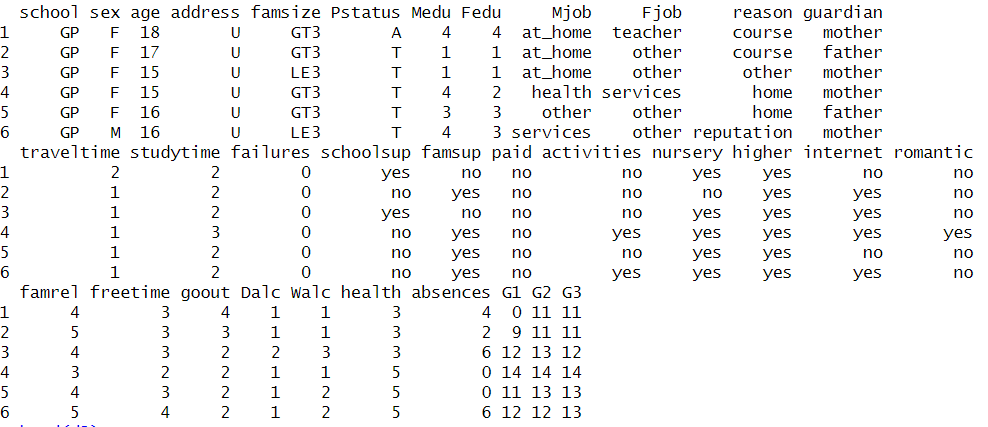 school sex age address famsize Pstatus Medu Fedu Mjob Fjob reason guardian
1 GP F 18 U GT3 A 4 4 at_home teacher course mother
2 GP F 17 U GT3 T 1 1 at_home other course father
3 GP F 15 U LE3 T 1 1 at_home other other mother
4 GP F 15 U GT3 T 4 2 health services home mother
5 GP F 16 U GT3 T 3 3 other other home father
6 GP M 16 U LE3 T 4 3 services other reputation mother
traveltime studytime failures schoolsup famsup paid activities nursery higher internet romantic
1 2 2 0 yes no no no yes yes no no
2 1 2 0 no yes no no no yes yes no
3 1 2 0 yes no no no yes yes yes no
4 1 3 0 no yes no yes yes yes yes yes
5 1 2 0 no yes no no yes yes no no
6 1 2 0 no yes no yes yes yes yes no
famrel freetime goout Dalc Walc health absences G1 G2 G3
1 4 3 4 1 1 3 4 0 11 11
2 5 3 3 1 1 3 2 9 11 11
3 4 3 2 2 3 3 6 12 13 12
4 3 2 2 1 1 5 0 14 14 14
5 4 3 2 1 2 5 0 11 13 13
6 5 4 2 1 2 5 6 12 12 13